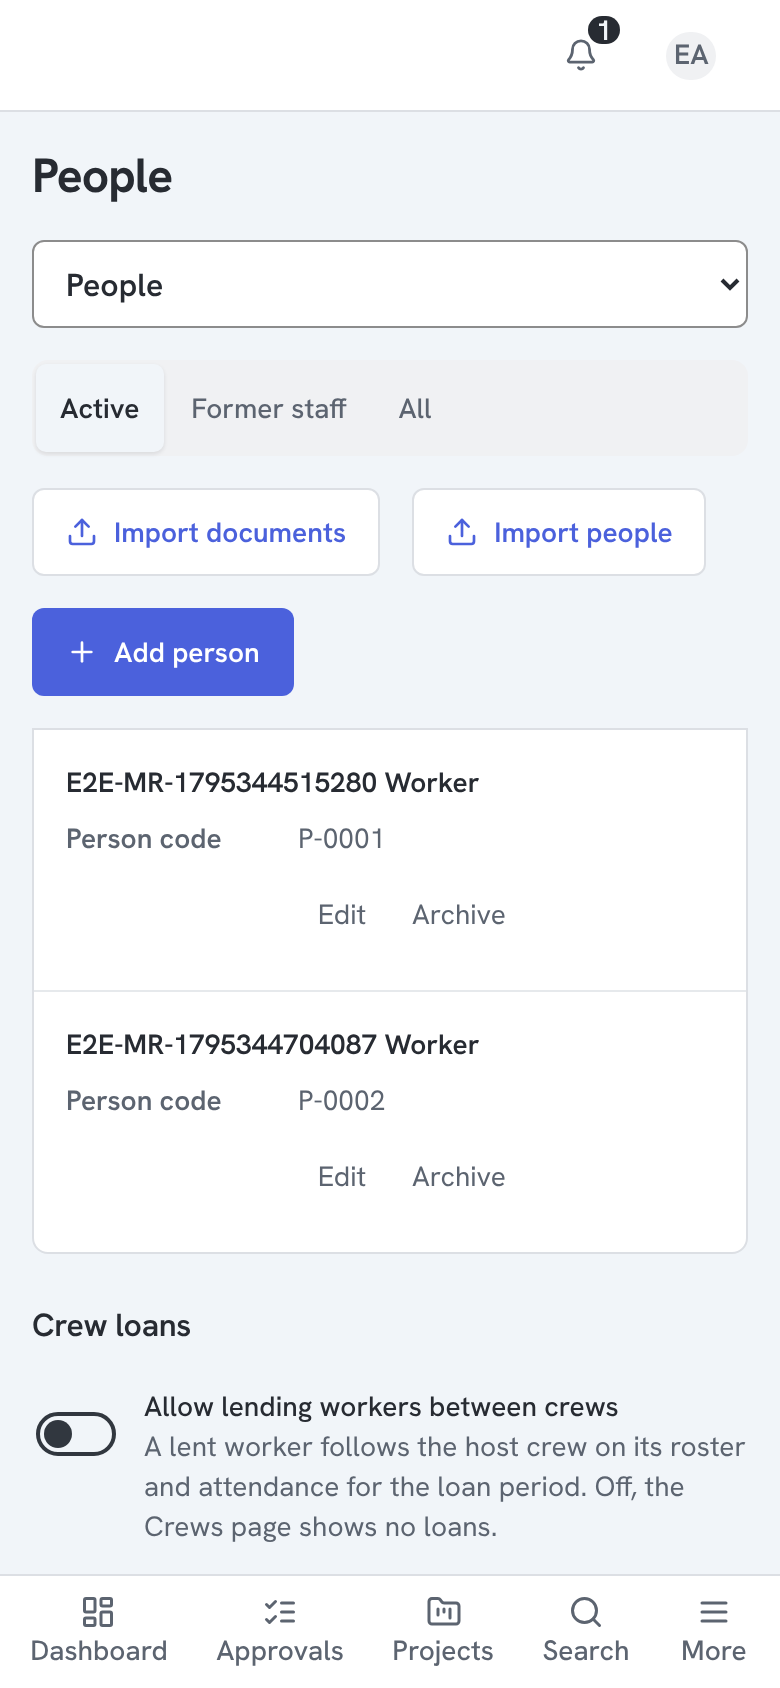 1
EA
People
People
Active Former staff All
Import documents Import people
Add person
E2E-MR-1795344515280 Worker
Person code P-0001
Edit Archive
E2E-MR-1795344704087 Worker
Person code P-0002
Edit Archive
Crew loans
Allow lending workers between crews
A lent worker follows the host crew on its roster
and attendance for the loan period. Off, the
Crews page shows no loans.
Dashboard Approvals Projects Search More